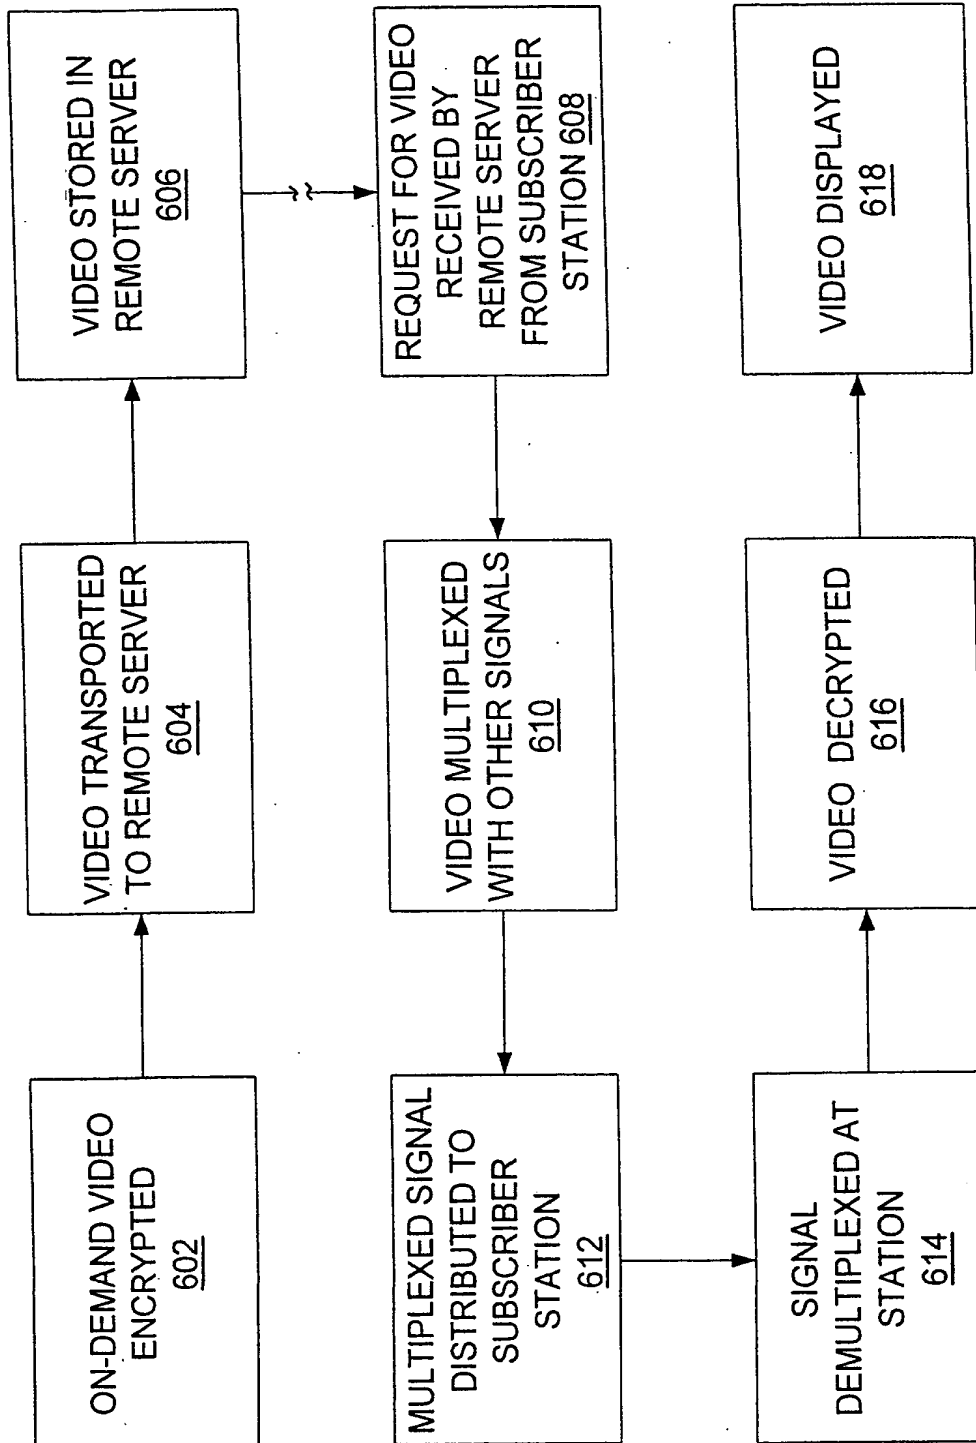 ON-DEMAND VIDEO
ENCRYPTED
602
VIDEO TRANSPORTED
TO REMOTE SERVER
604
VIDEO STORED IN
REMOTE SERVER
606
REQUEST FOR VIDEO
RECEIVED BY
REMOTE SERVER
FROM SUBSCRIBER
STATION 608
VIDEO MULTIPLEXED
WITH OTHER SIGNALS
610
MULTIPLEXED SIGNAL
DISTRIBUTED TO
SUBSCRIBER
STATION
612
SIGNAL
DEMULTIPLEXED AT
STATION
614
VIDEO DECRYPTED
616
VIDEO DISPLAYED
618